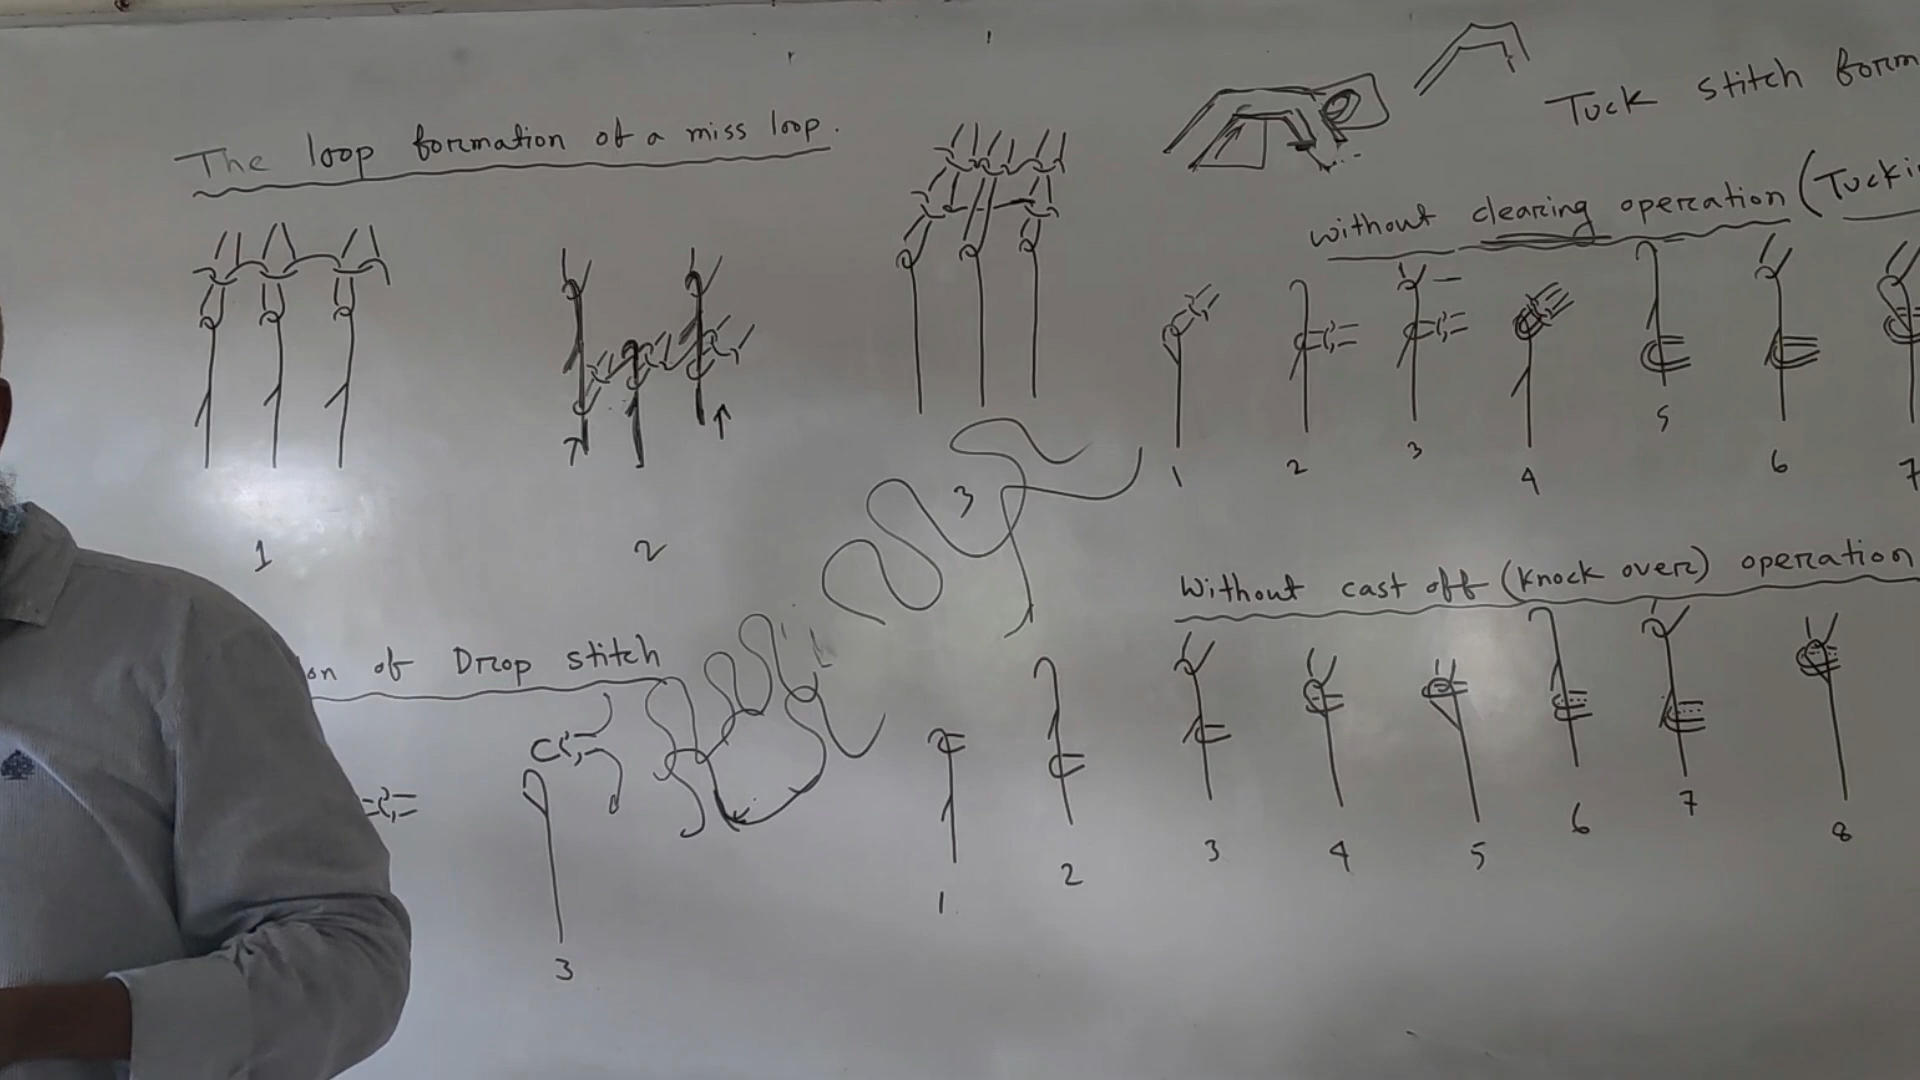 The loop formation of a miss loop.
1 2 3
on of Drop stitch
3
Tuck stitch form
without clearing operation (Tucki
1 2 3 4 5 6 7
Without cast off (knock over) operation
1 2 3 4 5 6 7 8